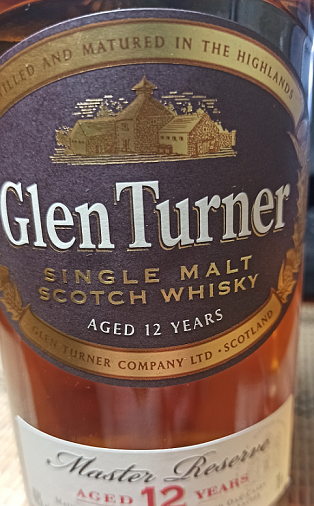 TILLED AND MATURED IN THE HIGHLANDS
Glen Turner
SINGLE MALT
SCOTCH WHISKY
AGED 12 YEARS
GLEN TURNER COMPANY LTD · SCOTLAND
Master Reserve
AGED 12 YEARS